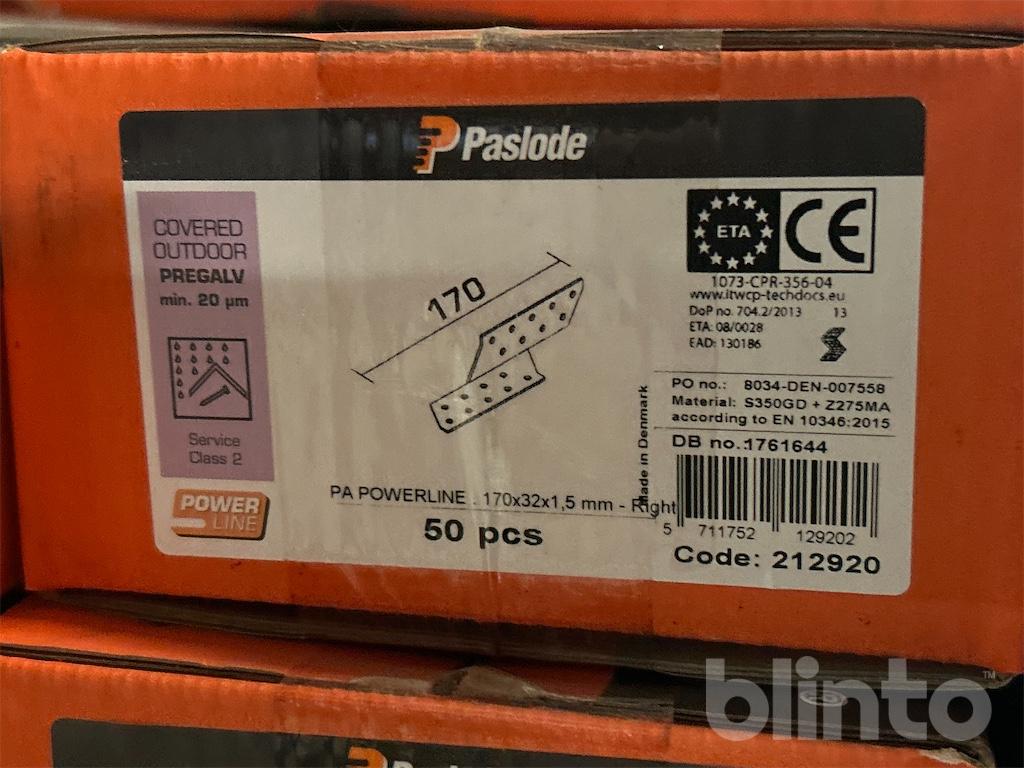 Paslode
COVERED
OUTDOOR
PREGALV
min. 20 µm
Service
Class 2
POWER
LINE
170
ETA CE
1073-CPR-356-04
www.itwcp-techdocs.eu
DoP no. 704.2/2013 13
ETA: 08/0028
EAD: 130186
PO no.: 8034-DEN-007558
Material: S350GD + Z275MA
according to EN 10346:2015
DB no.:1761644
Made in Denmark
PA POWERLINE . 170x32x1,5 mm - Right
50 pcs
5 711752 129202
Code: 212920
blinto™
Paslode